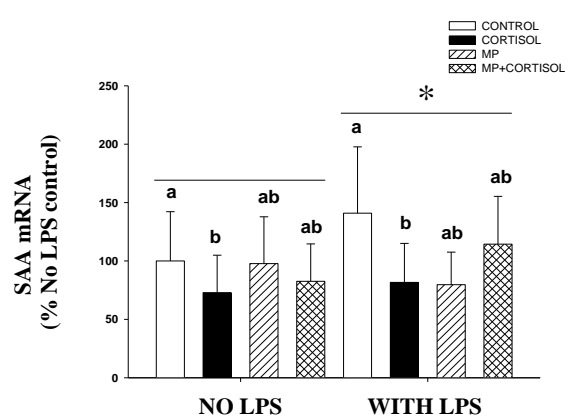 CONTROL
CORTISOL
MP
MP+CORTISOL
SAA mRNA
(% No LPS control)
250
200
150
100
50
0
*
a
b
ab
ab
a
b
ab
ab
NO LPS
WITH LPS